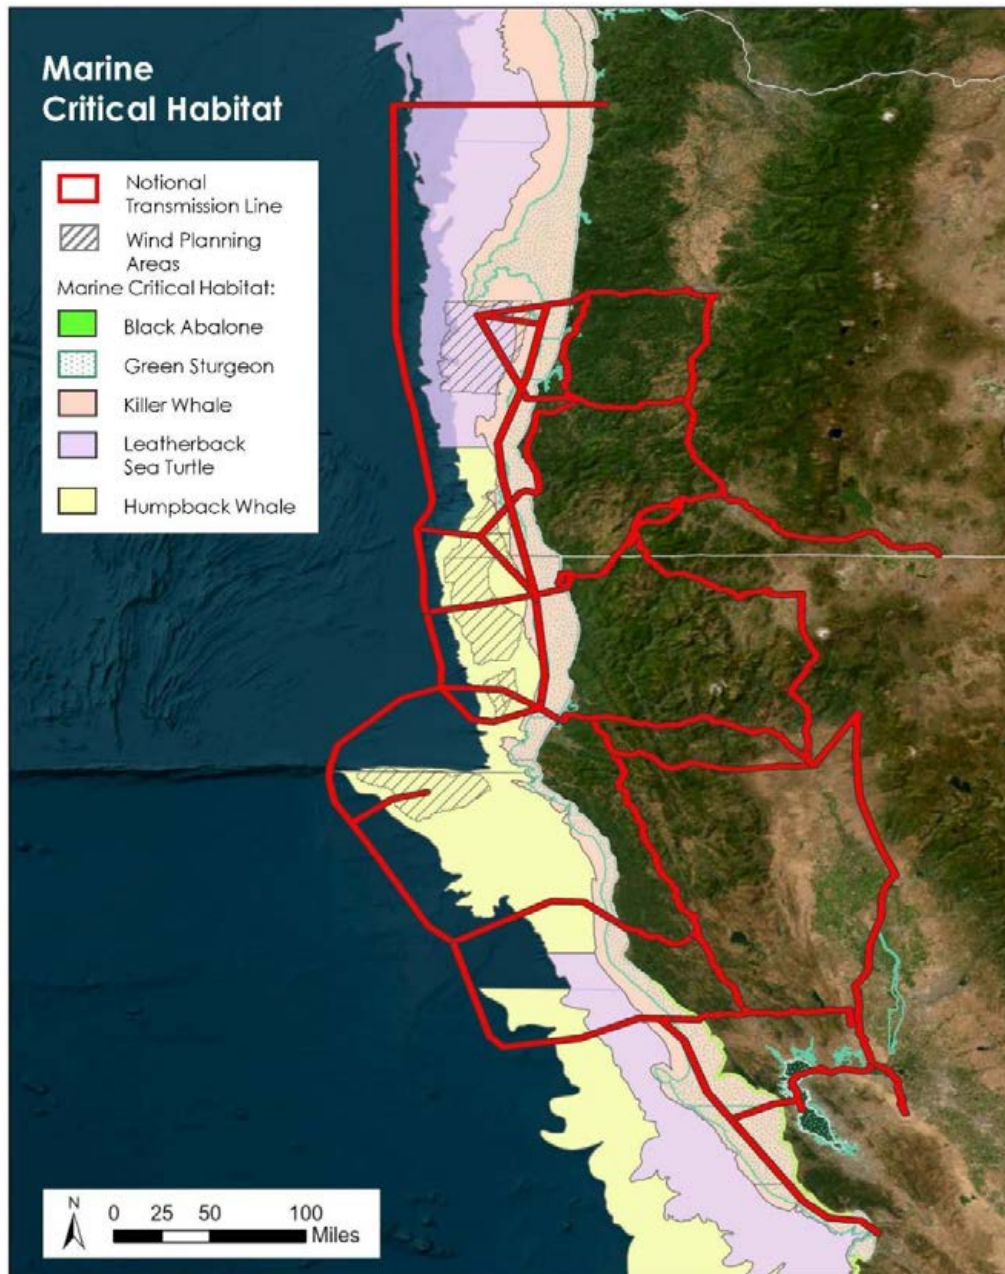 Marine
Critical Habitat
Notional
Transmission Line
Wind Planning
Areas
Marine Critical Habitat:
Black Abalone
Green Sturgeon
Killer Whale
Leatherback
Sea Turtle
Humpback Whale
N
0 25 50 100
Miles